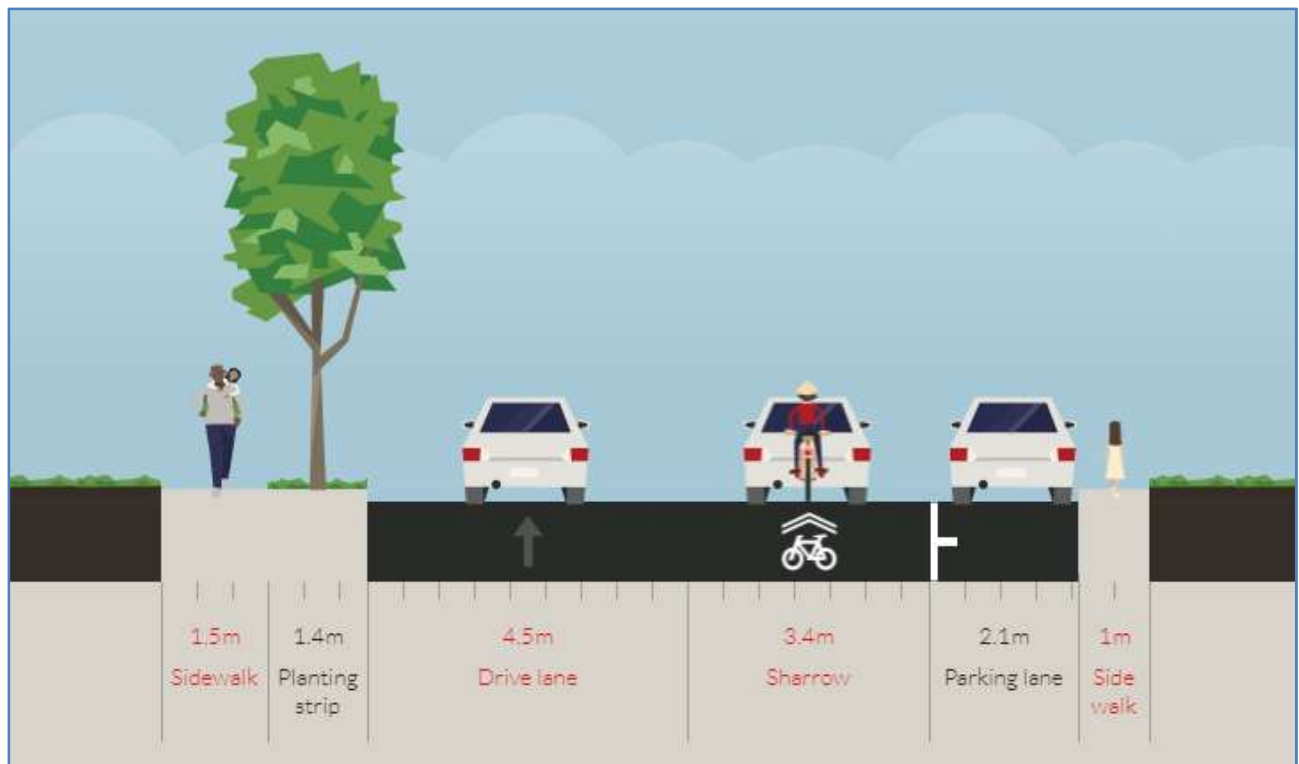 1.5m
Sidewalk
1.4m
Planting
strip
4.5m
Drive lane
3.4m
Sharrow
2.1m
Parking lane
1m
Side
walk